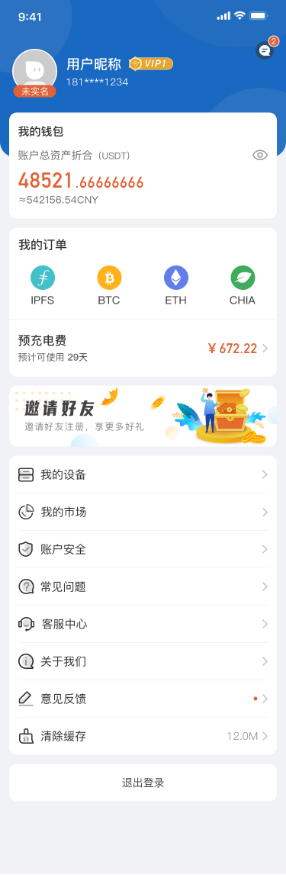 9:41
2
用户昵称 VIP1
181****1234
未实名
我的钱包
账户总资产折合（USDT）
48521.66666666
≈542156.54CNY
我的订单
IPFS BTC ETH CHIA
预充电费
预计可使用 29天
¥ 672.22
邀请好友
邀请好友注册，享更多好礼
我的设备
我的市场
账户安全
常见问题
客服中心
关于我们
意见反馈
清除缓存 12.0M
退出登录